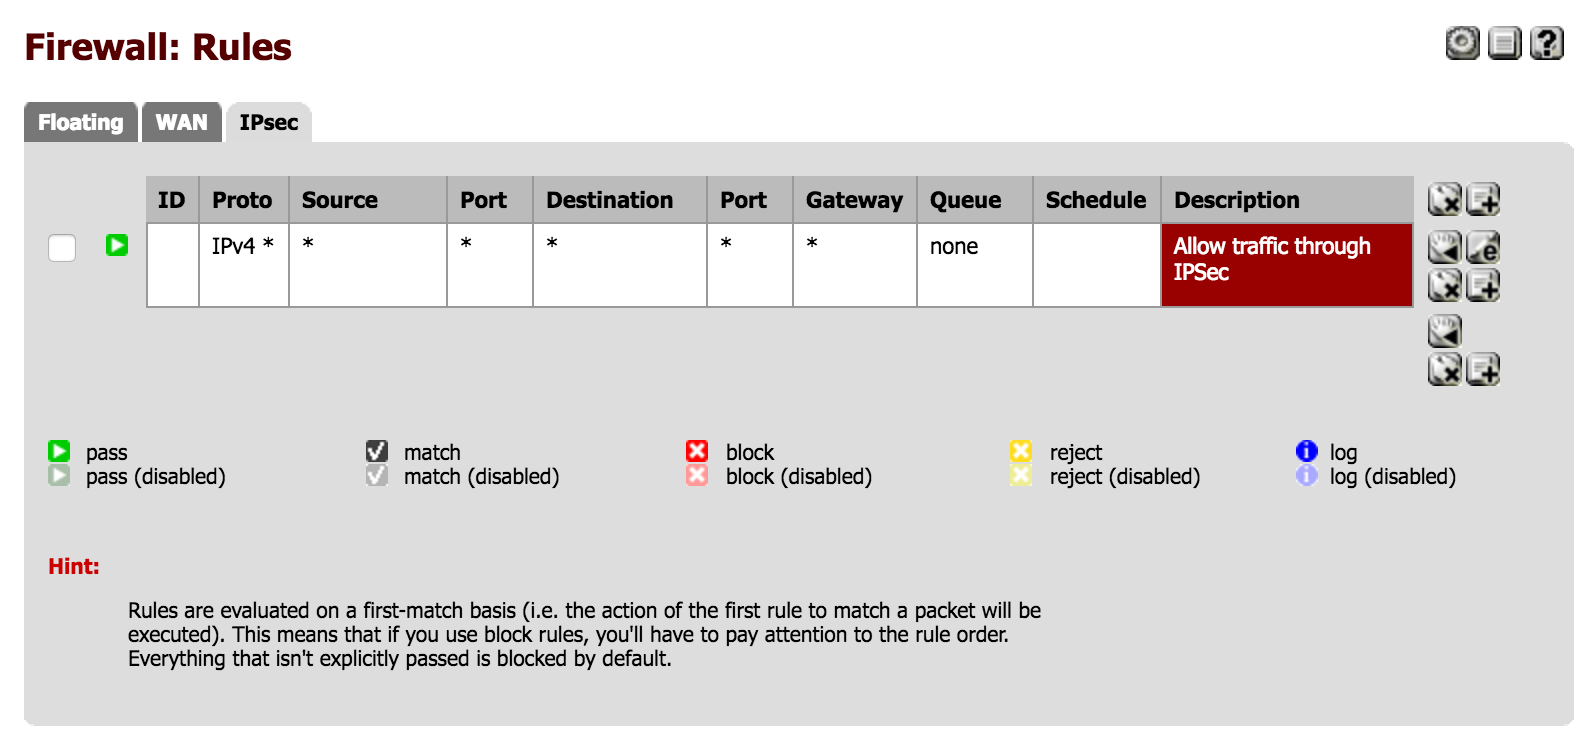 Firewall: Rules
Floating WAN IPsec
ID Proto Source Port Destination Port Gateway Queue Schedule Description
IPv4 * * * * * * none Allow traffic through
IPSec
pass match block reject log
pass (disabled) match (disabled) block (disabled) reject (disabled) log (disabled)
Hint:
Rules are evaluated on a first-match basis (i.e. the action of the first rule to match a packet will be
executed). This means that if you use block rules, you'll have to pay attention to the rule order.
Everything that isn't explicitly passed is blocked by default.